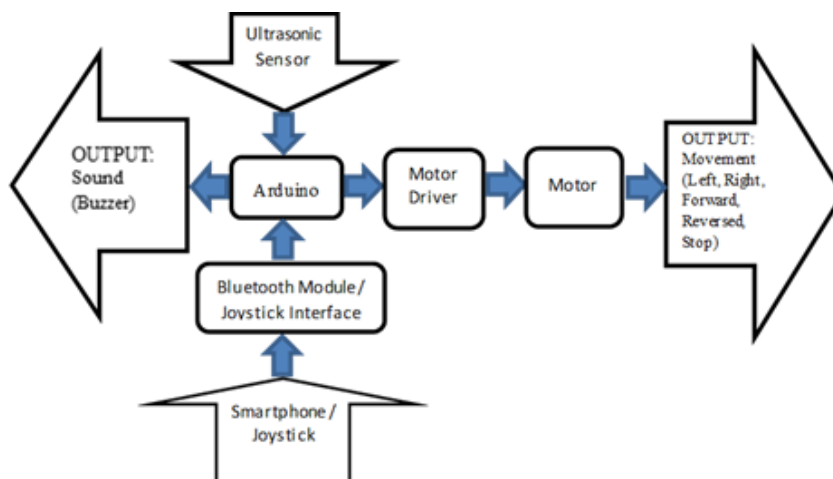 Ultrasonic
Sensor
OUTPUT:
Sound
(Buzzer)
Arduino
Motor
Driver
Motor
OUTPUT:
Movement
(Left, Right,
Forward,
Reversed,
Stop)
Bluetooth Module/
Joystick Interface
Smartphone/
Joystick